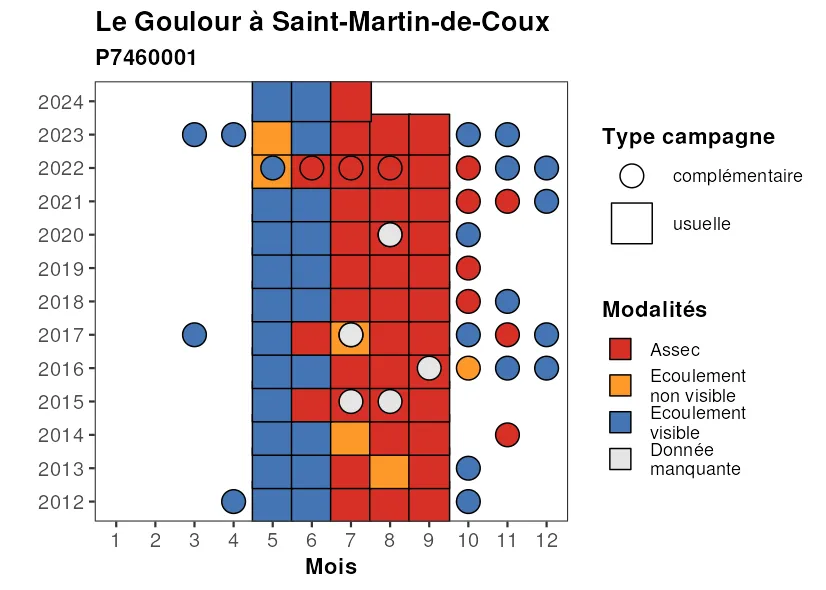 Le Goulour à Saint-Martin-de-Coux
P7460001
2024
2023
2022
2021
2020
2019
2018
2017
2016
2015
2014
2013
2012
1 2 3 4 5 6 7 8 9 10 11 12
Mois
Type campagne
complémentaire
usuelle
Modalités
Assec
Ecoulement
non visible
Ecoulement
visible
Donnée
manquante